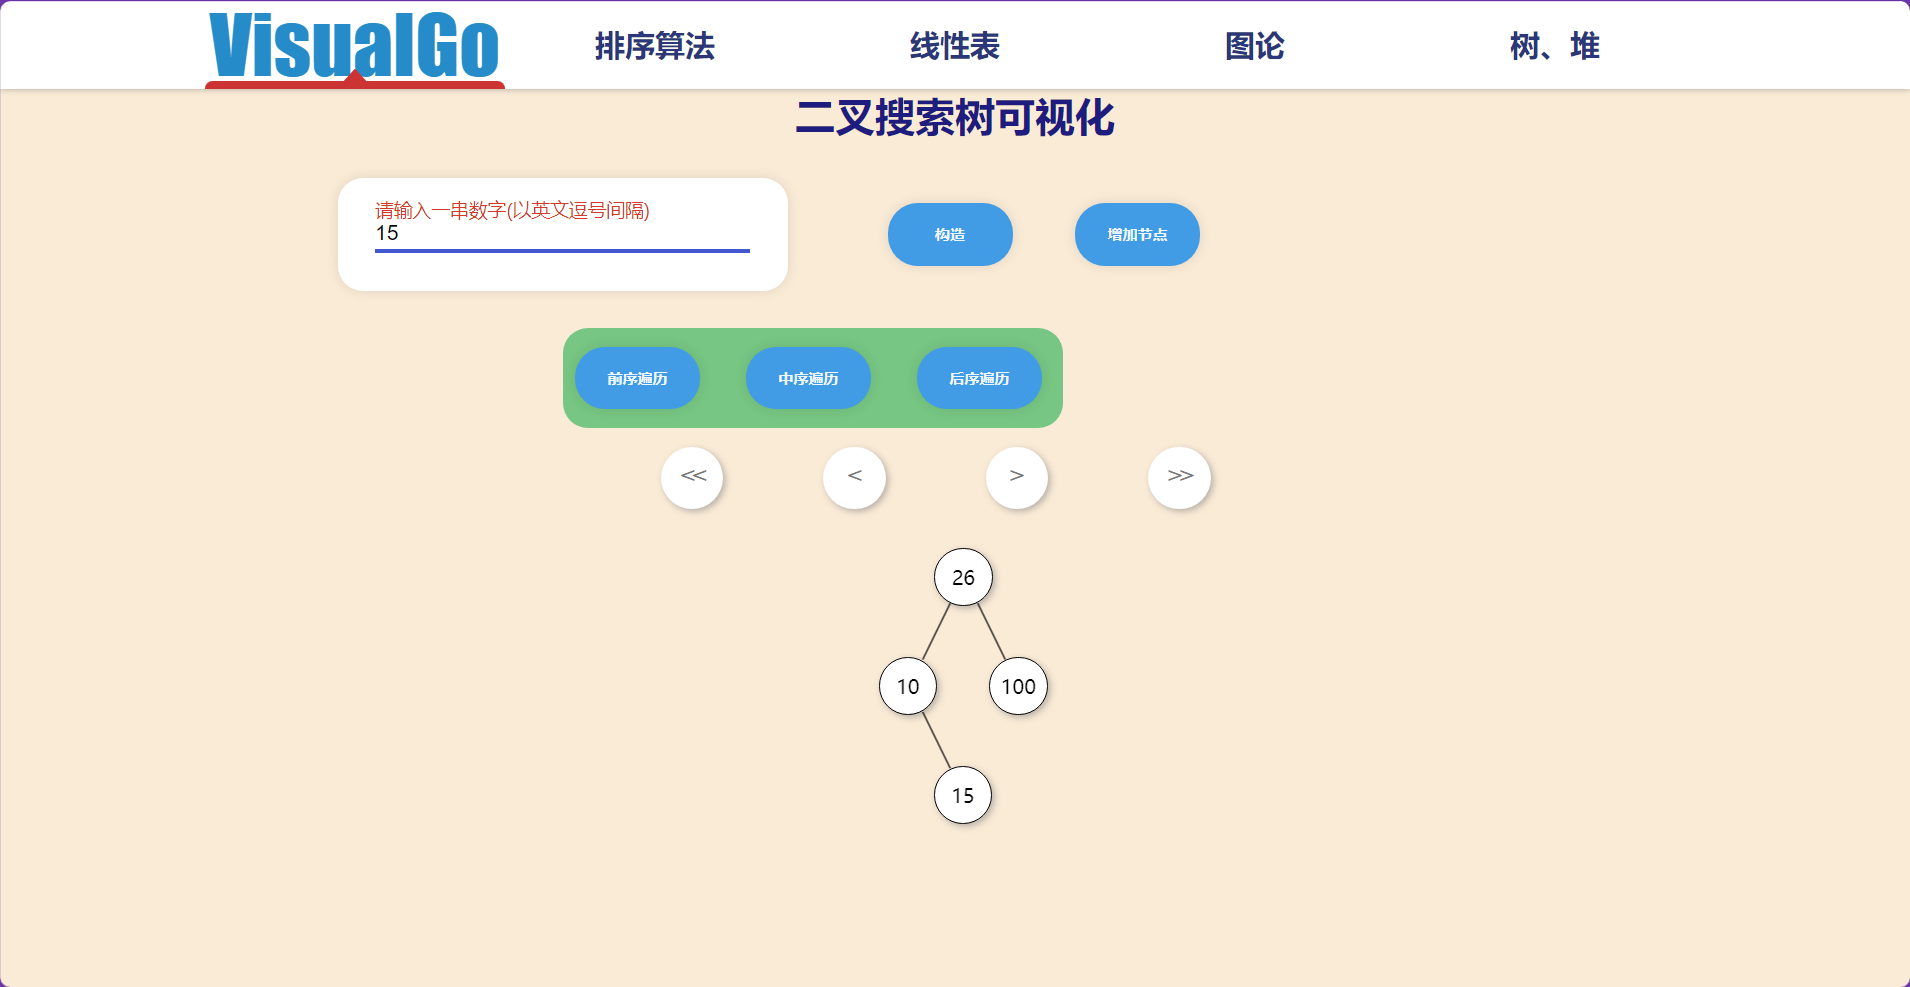 VisualGo
排序算法
线性表
图论
树、堆
二叉搜索树可视化
请输入一串数字(以英文逗号间隔)
15
构造
增加节点
前序遍历
中序遍历
后序遍历
<<
<
>
>>
26
10
100
15